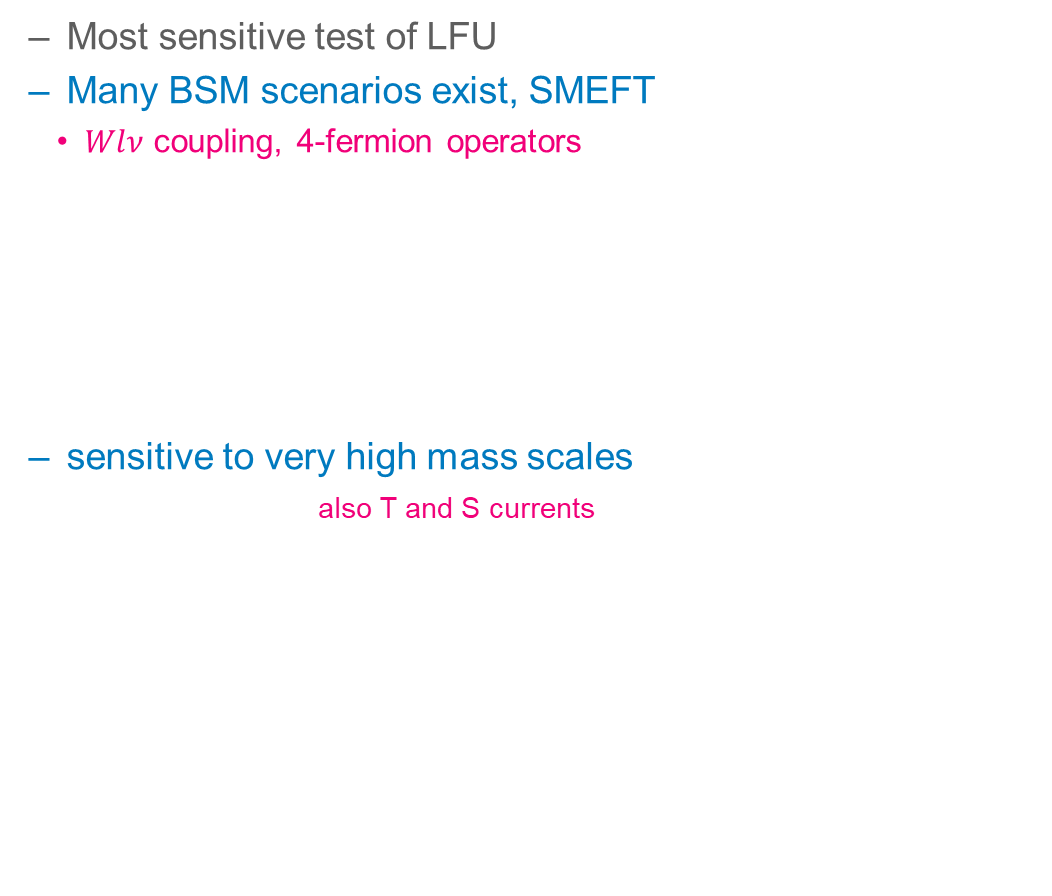 – Most sensitive test of LFU
– Many BSM scenarios exist, SMEFT
• 𝑊𝑙𝜈 coupling, 4-fermion operators
– sensitive to very high mass scales
also T and S currents